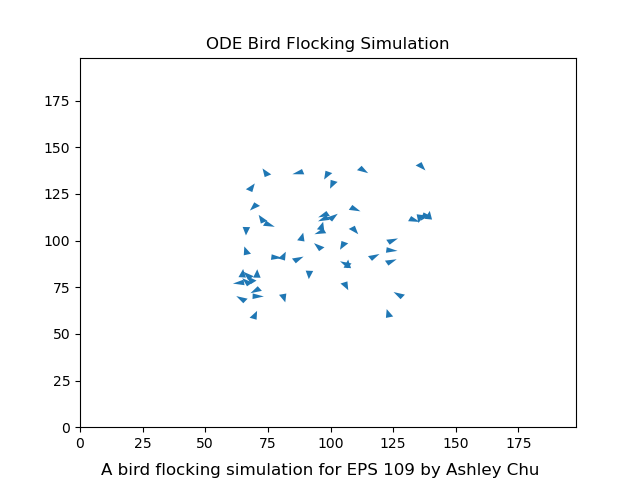 ODE Bird Flocking Simulation
175
150
125
100
75
50
25
0
0 25 50 75 100 125 150 175
A bird flocking simulation for EPS 109 by Ashley Chu